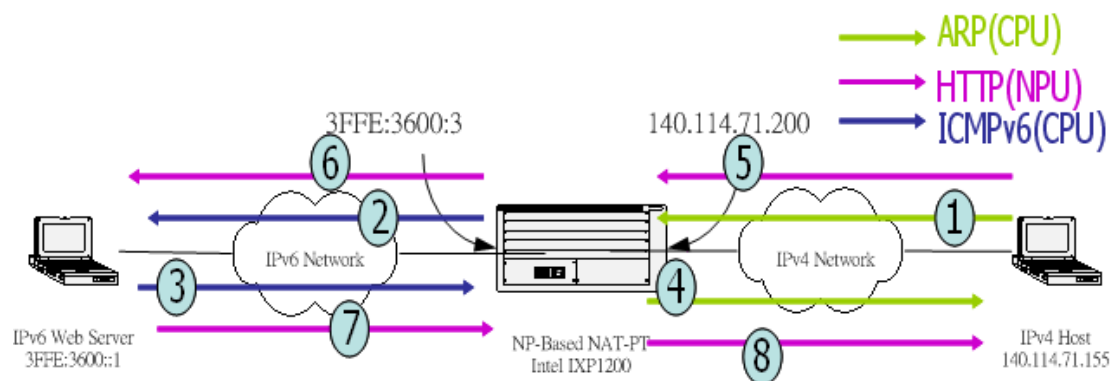 ARP(CPU)
HTTP(NPU)
ICMPv6(CPU)
3FFE:3600:3
140.114.71.200
6
5
2
1
IPv6 Network
IPv4 Network
3
4
7
8
IPv6 Web Server
3FFE:3600::1
NP-Based NAT-PT
Intel IXP1200
IPv4 Host
140.114.71.155